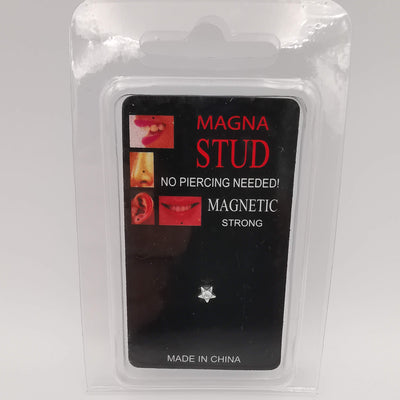 MAGNA
STUD
NO PIERCING NEEDED!
MAGNETIC
STRONG
MADE IN CHINA